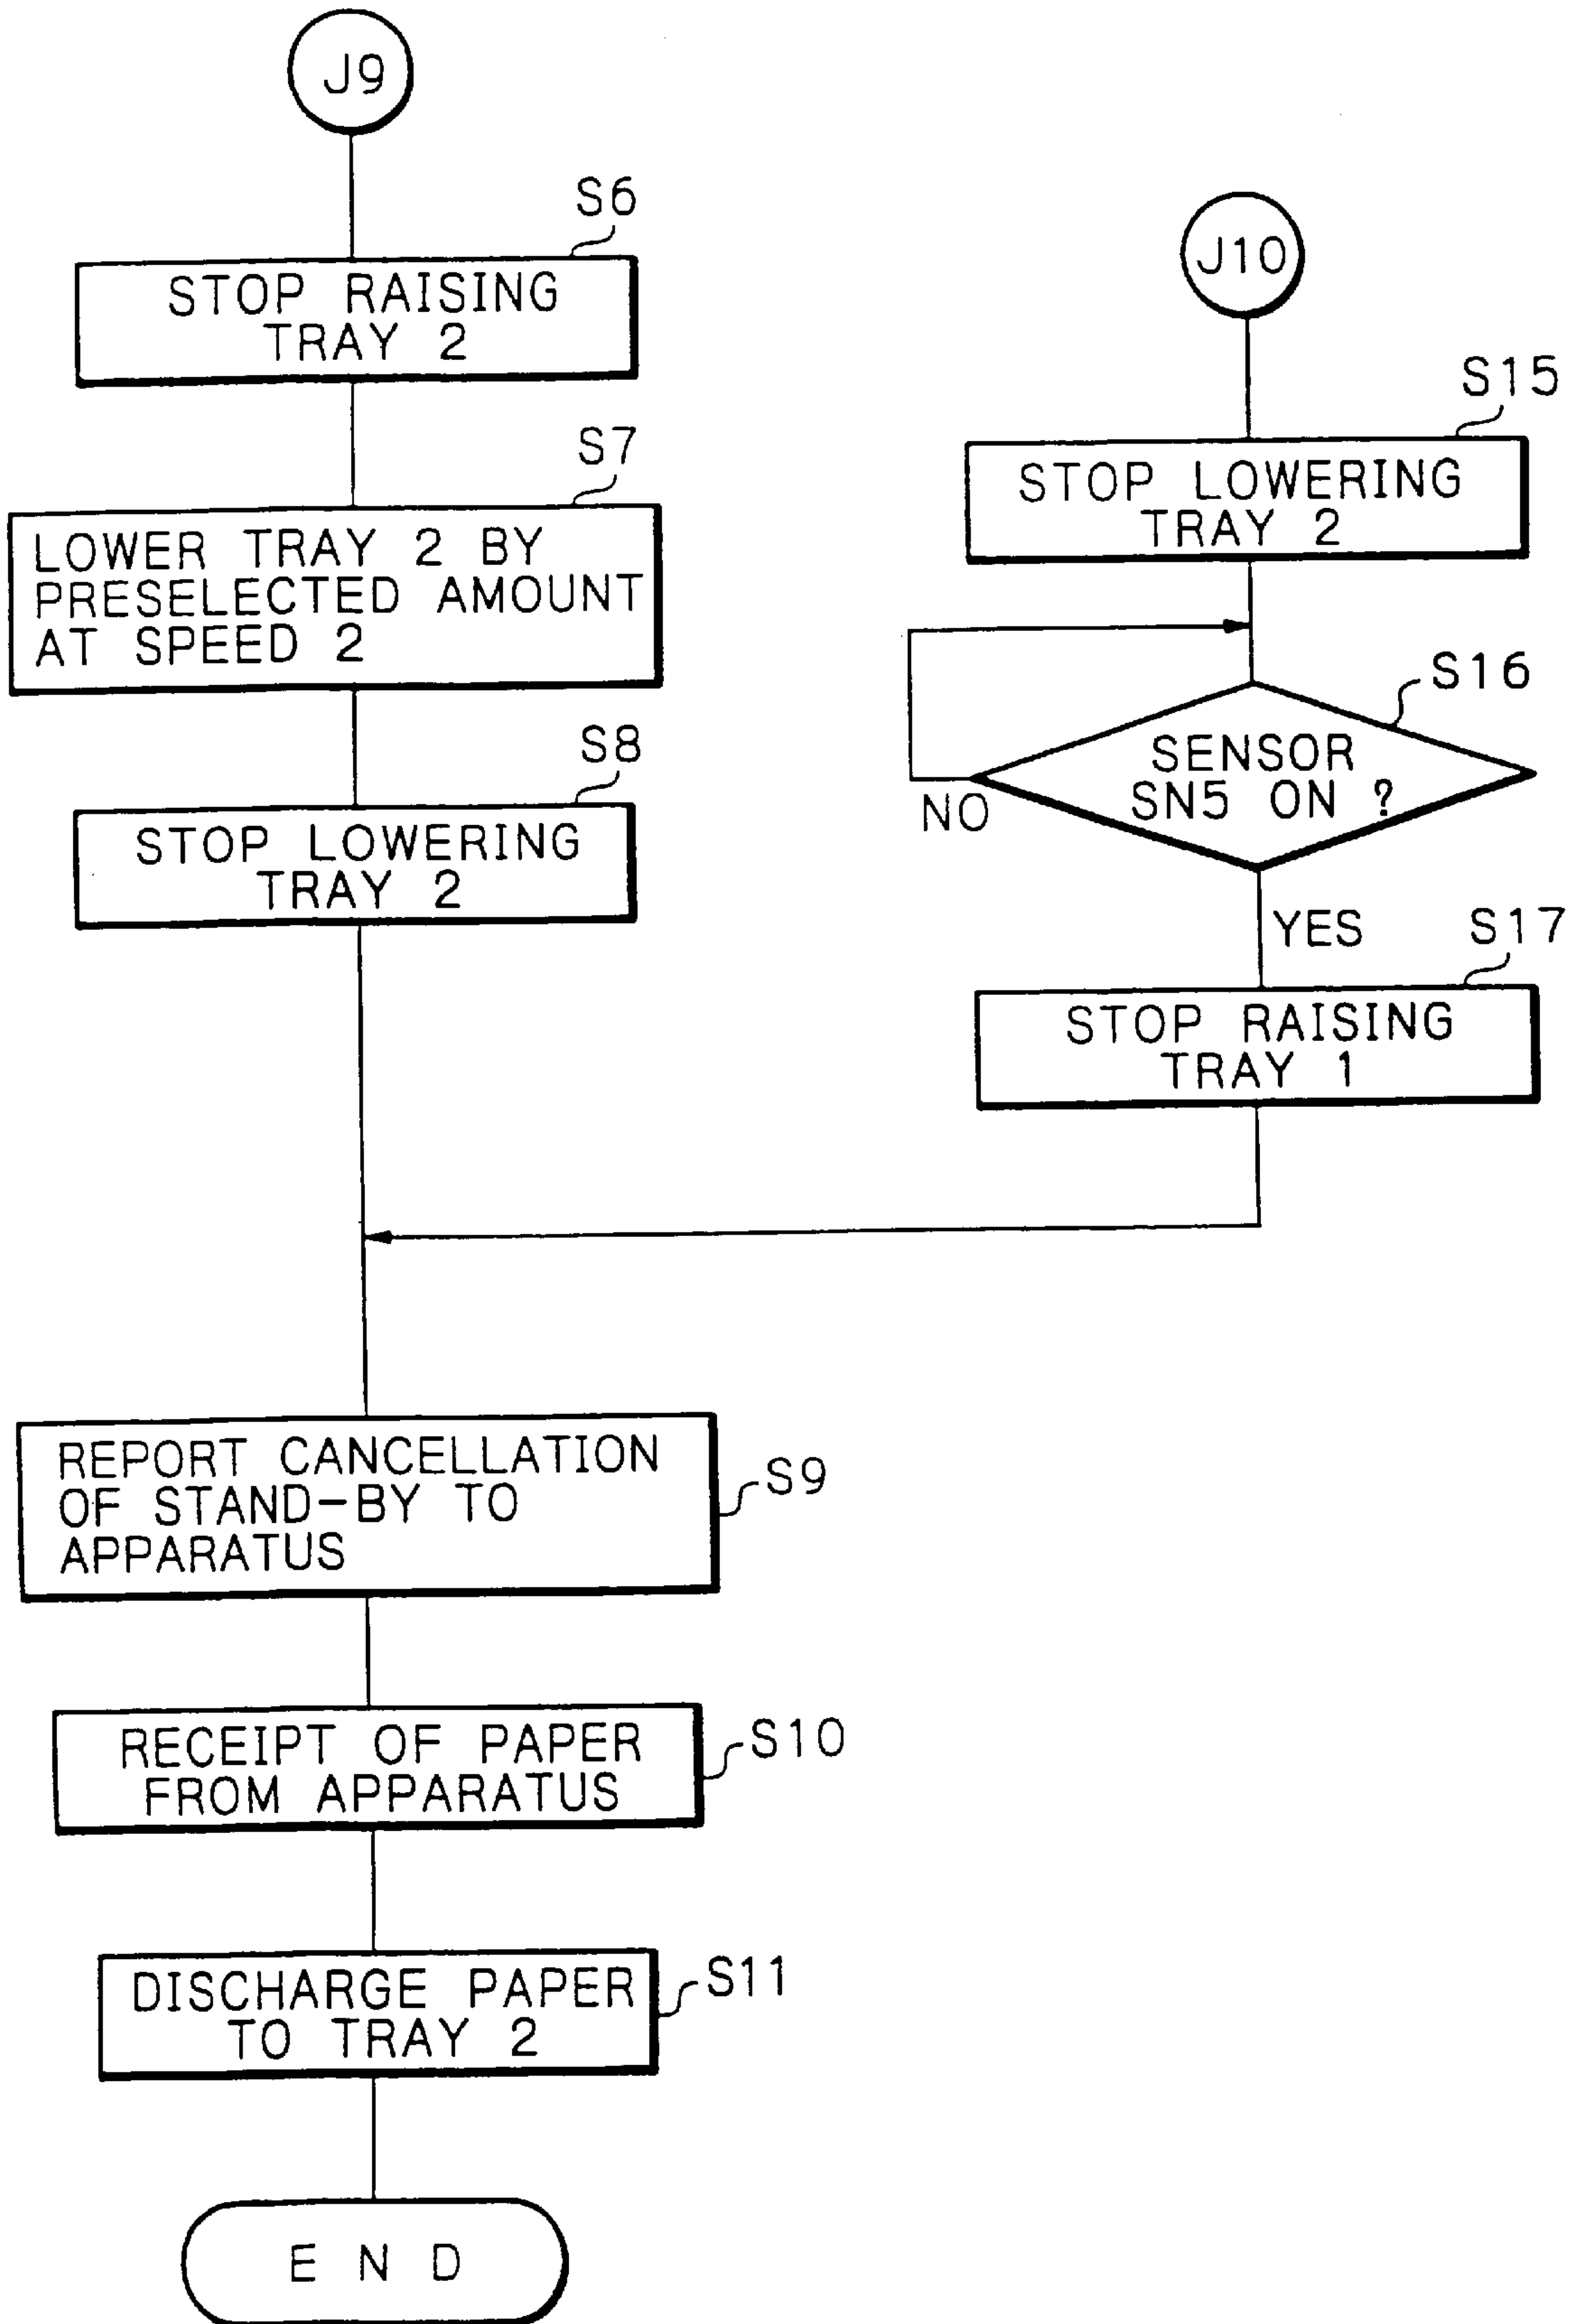 J9
S6
STOP RAISING
TRAY 2
S7
LOWER TRAY 2 BY
PRESELECTED AMOUNT
AT SPEED 2
S8
STOP LOWERING
TRAY 2
J10
S15
STOP LOWERING
TRAY 2
S16
SENSOR
SN5 ON ?
NO
YES
S17
STOP RAISING
TRAY 1
REPORT CANCELLATION
OF STAND-BY TO
APPARATUS
S9
RECEIPT OF PAPER
FROM APPARATUS
S10
DISCHARGE PAPER
TO TRAY 2
S11
E N D